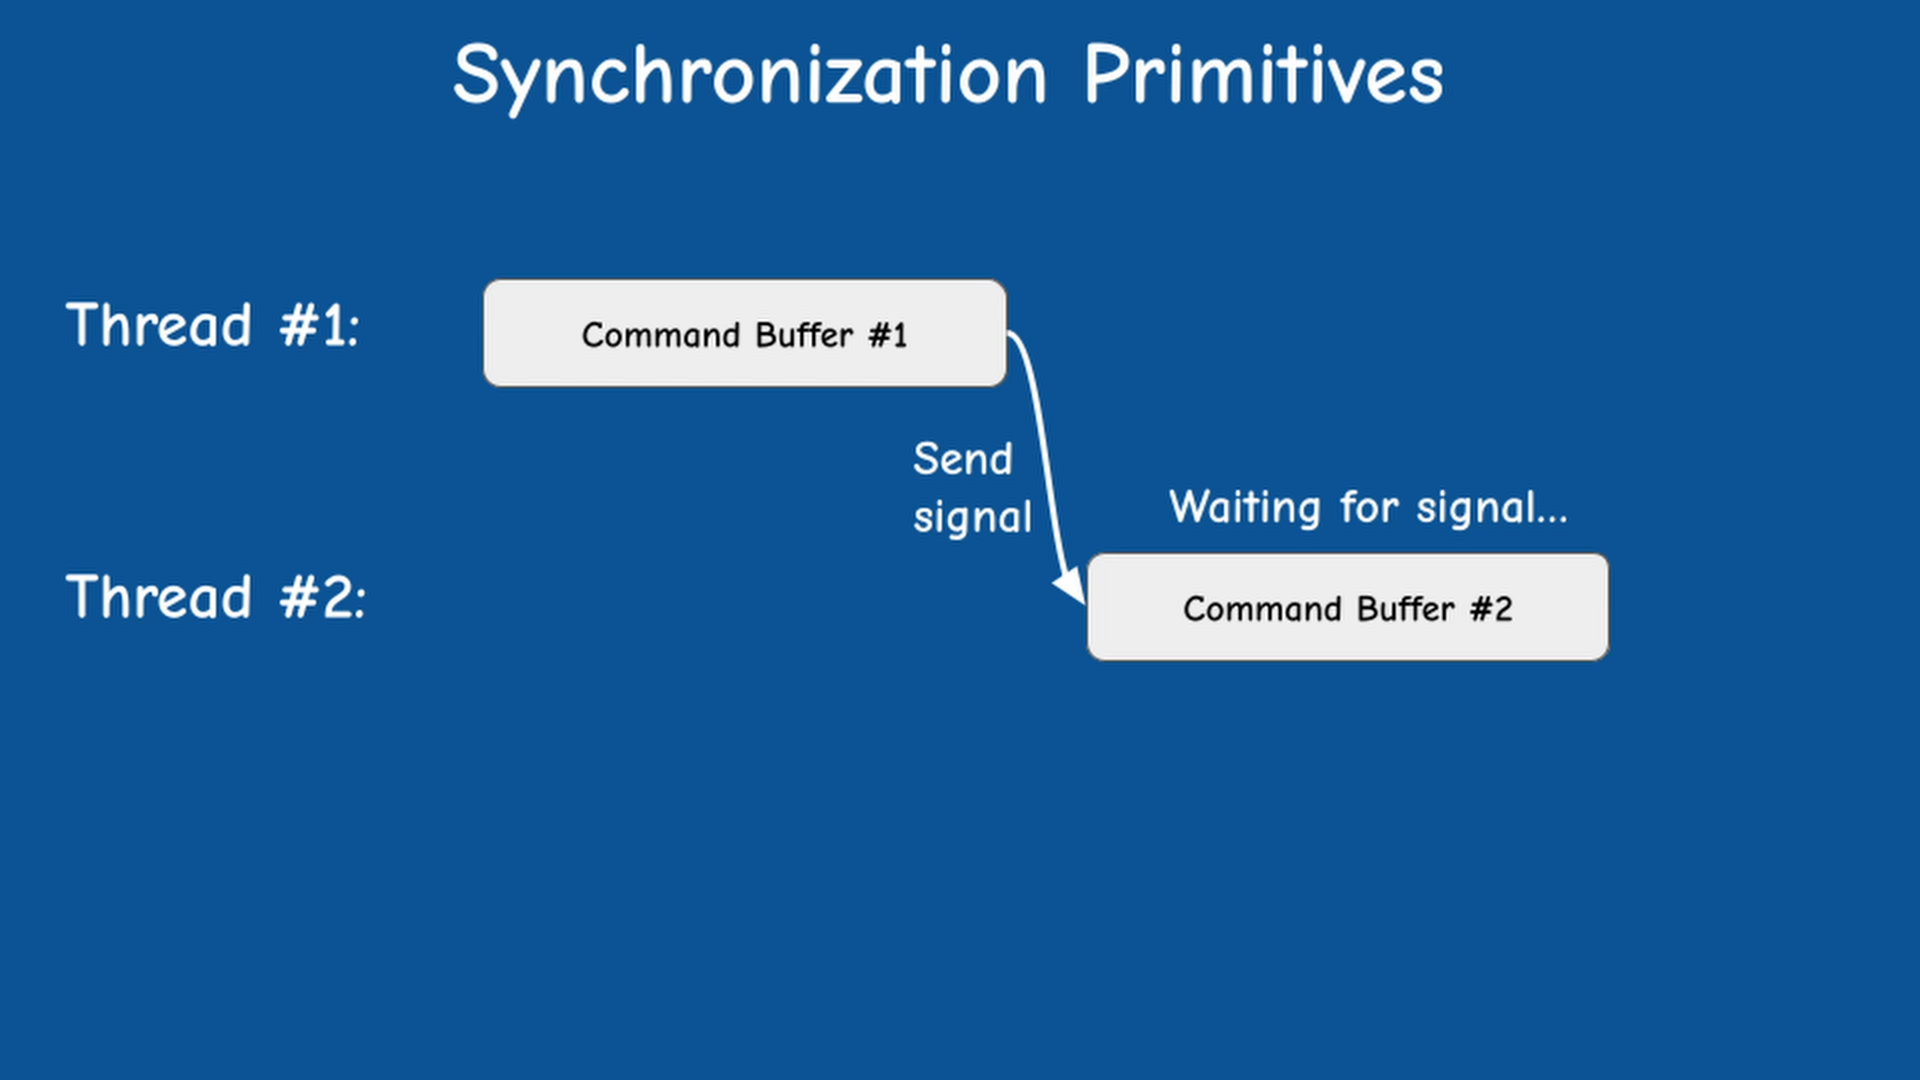 Synchronization Primitives
Thread #1:
Command Buffer #1
Send
signal
Waiting for signal...
Thread #2:
Command Buffer #2